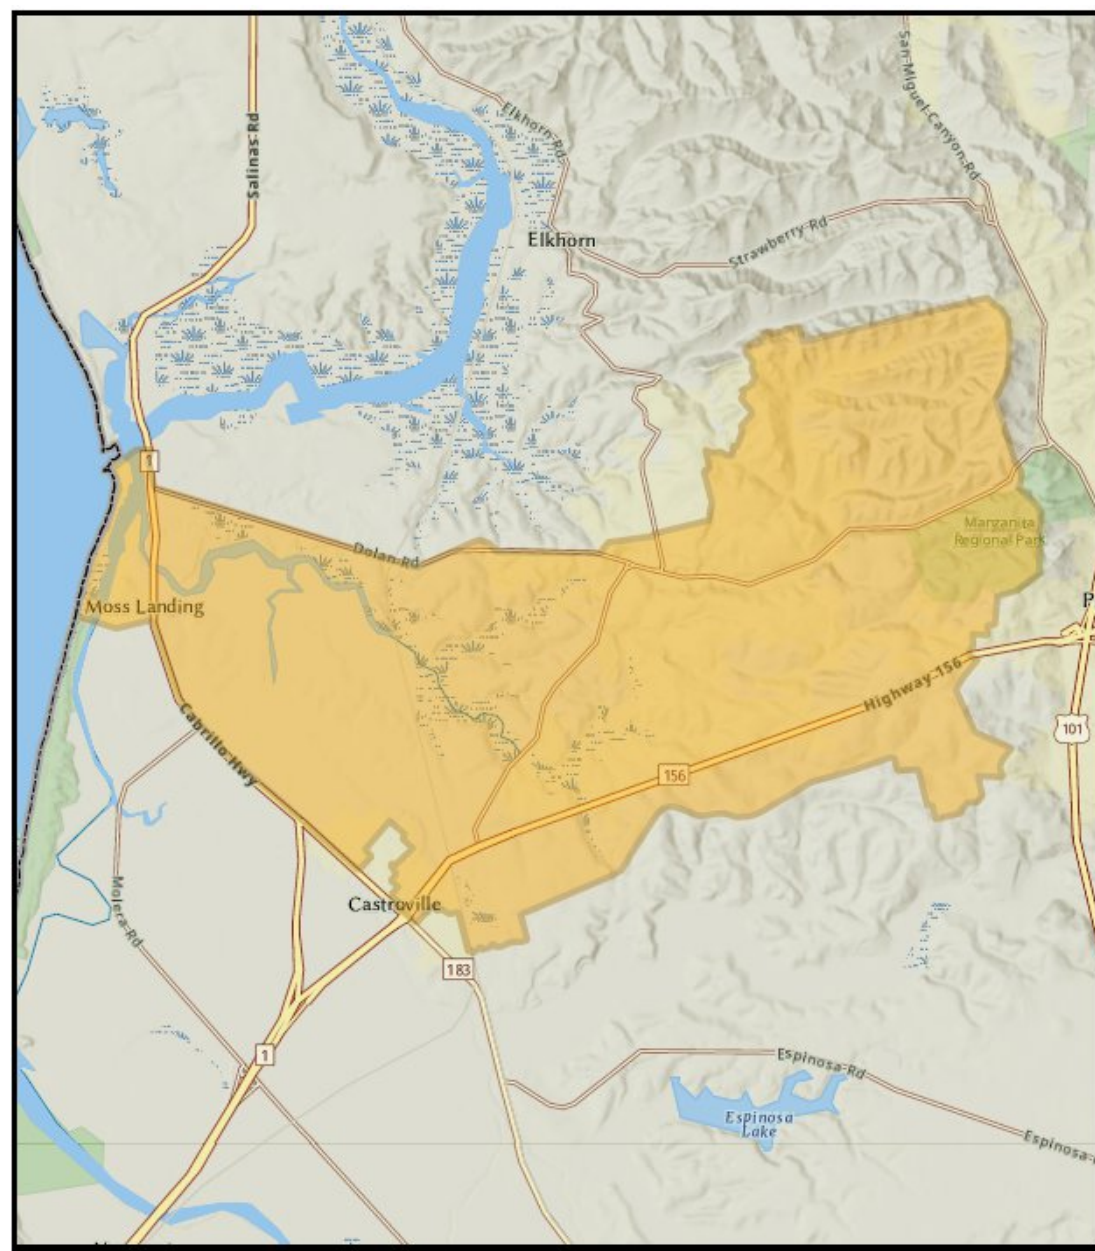 San Miguel Canyon Rd
Elkhorn Rd
Salinas Rd
Strawberry Rd
Elkhorn
1
Manzanita
Regional Park
Dolan Rd
Moss Landing
P
Highway 156
101
Cabrillo Hwy
156
Castroville
Molera Rd
183
1
Espinosa Rd
Espinosa
Lake
Espinosa